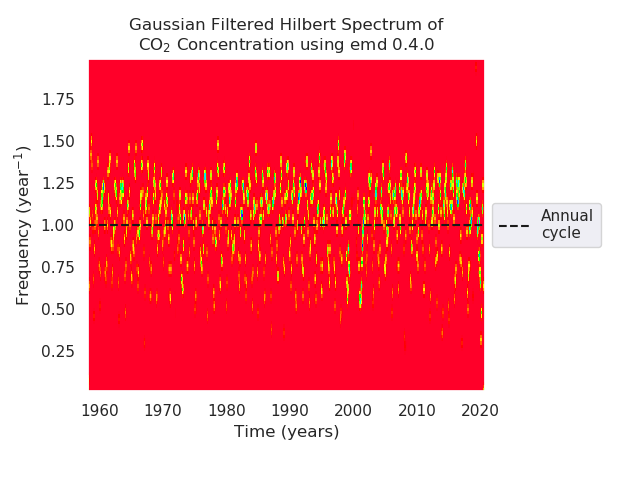 Gaussian Filtered Hilbert Spectrum of
CO₂ Concentration using emd 0.4.0
Frequency (year⁻¹)
1.75
1.50
1.25
1.00
0.75
0.50
0.25
1960 1970 1980 1990 2000 2010 2020
Time (years)
Annual
cycle